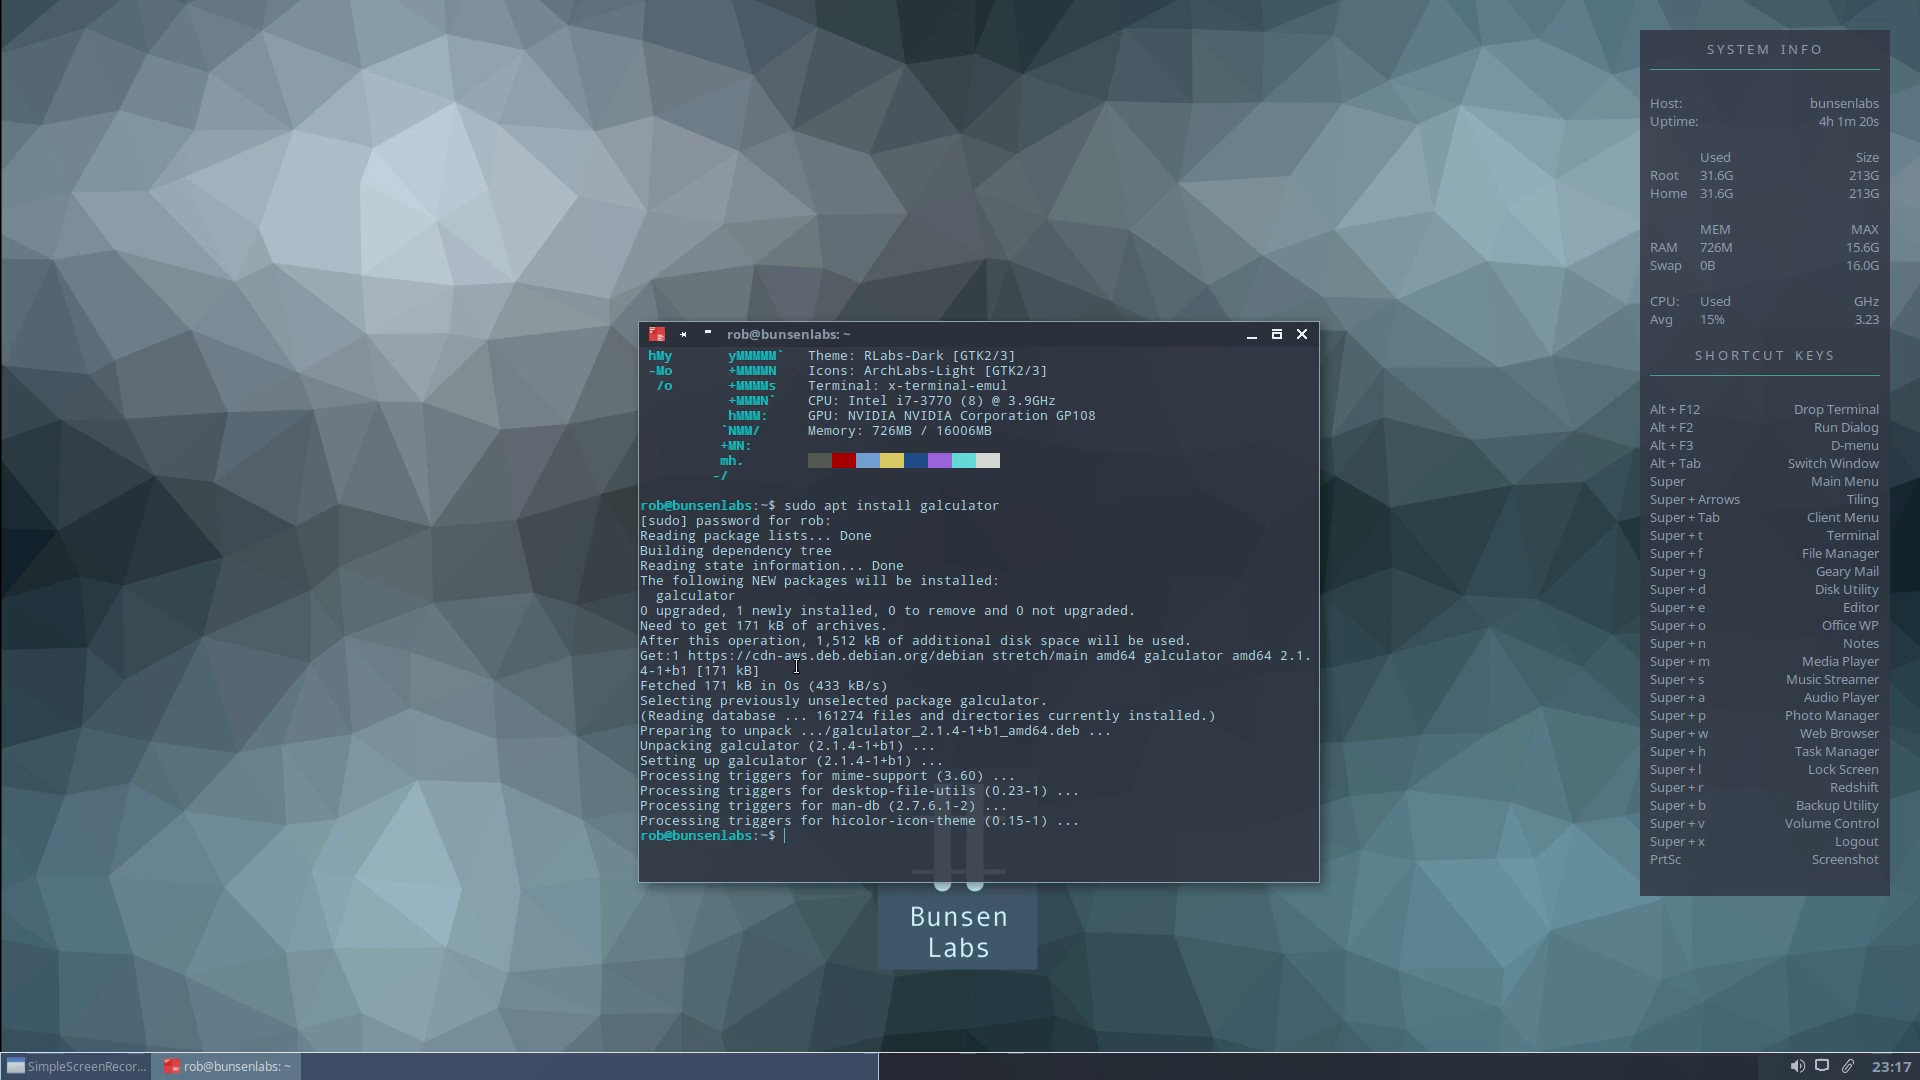 rob@bunsenlabs: ~
hMy yMMMMM` Theme: RLabs-Dark [GTK2/3]
-Mo +MMMMN Icons: ArchLabs-Light [GTK2/3]
/o +MMMMs Terminal: x-terminal-emul
+MMMN` CPU: Intel i7-3770 (8) @ 3.9GHz
hMMM: GPU: NVIDIA NVIDIA Corporation GP108
`NMM/ Memory: 726MB / 16006MB
+MN:
mh.
-/
rob@bunsenlabs:~$ sudo apt install galculator
[sudo] password for rob:
Reading package lists... Done
Building dependency tree
Reading state information... Done
The following NEW packages will be installed:
galculator
0 upgraded, 1 newly installed, 0 to remove and 0 not upgraded.
Need to get 171 kB of archives.
After this operation, 1,512 kB of additional disk space will be used.
Get:1 https://cdn-aws.deb.debian.org/debian stretch/main amd64 galculator amd64 2.1.
4-1+b1 [171 kB]
Fetched 171 kB in 0s (433 kB/s)
Selecting previously unselected package galculator.
(Reading database ... 161274 files and directories currently installed.)
Preparing to unpack .../galculator_2.1.4-1+b1_amd64.deb ...
Unpacking galculator (2.1.4-1+b1) ...
Setting up galculator (2.1.4-1+b1) ...
Processing triggers for mime-support (3.60) ...
Processing triggers for desktop-file-utils (0.23-1) ...
Processing triggers for man-db (2.7.6.1-2) ...
Processing triggers for hicolor-icon-theme (0.15-1) ...
rob@bunsenlabs:~$
Bunsen
Labs
SYSTEM INFO
Host: bunsenlabs
Uptime: 4h 1m 20s
Used Size
Root 31.6G 213G
Home 31.6G 213G
MEM MAX
RAM 726M 15.6G
Swap 0B 16.0G
CPU: Used GHz
Avg 15% 3.23
SHORTCUT KEYS
Alt + F12 Drop Terminal
Alt + F2 Run Dialog
Alt + F3 D-menu
Alt + Tab Switch Window
Super Main Menu
Super + Arrows Tiling
Super + Tab Client Menu
Super + t Terminal
Super + f File Manager
Super + g Geary Mail
Super + d Disk Utility
Super + e Editor
Super + o Office WP
Super + n Notes
Super + m Media Player
Super + s Music Streamer
Super + a Audio Player
Super + p Photo Manager
Super + w Web Browser
Super + h Task Manager
Super + l Lock Screen
Super + r Redshift
Super + b Backup Utility
Super + v Volume Control
Super + x Logout
PrtSc Screenshot
SimpleScreenRecor...
rob@bunsenlabs: ~
23:17